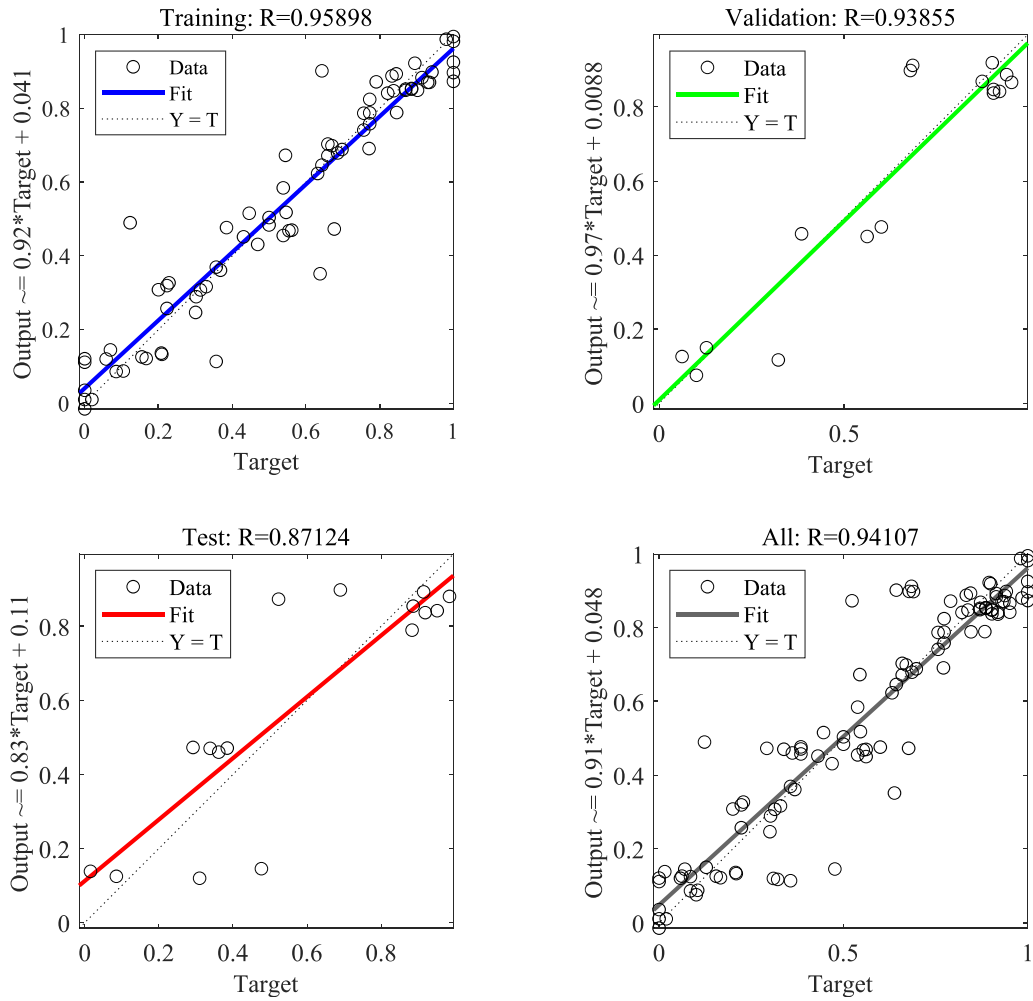 Training: R=0.95898
Output ~= 0.92*Target + 0.041
1
0.8
0.6
0.4
0.2
0
Data
Fit
Y = T
0
0.2
0.4
0.6
0.8
1
Target
Validation: R=0.93855
Output ~= 0.97*Target + 0.0088
0.8
0.6
0.4
0.2
0
Data
Fit
Y = T
0
0.5
Target
Test: R=0.87124
Output ~= 0.83*Target + 0.11
0.8
0.6
0.4
0.2
0
Data
Fit
Y = T
0
0.2
0.4
0.6
0.8
Target
All: R=0.94107
Output ~= 0.91*Target + 0.048
1
0.8
0.6
0.4
0.2
0
Data
Fit
Y = T
0
0.5
1
Target